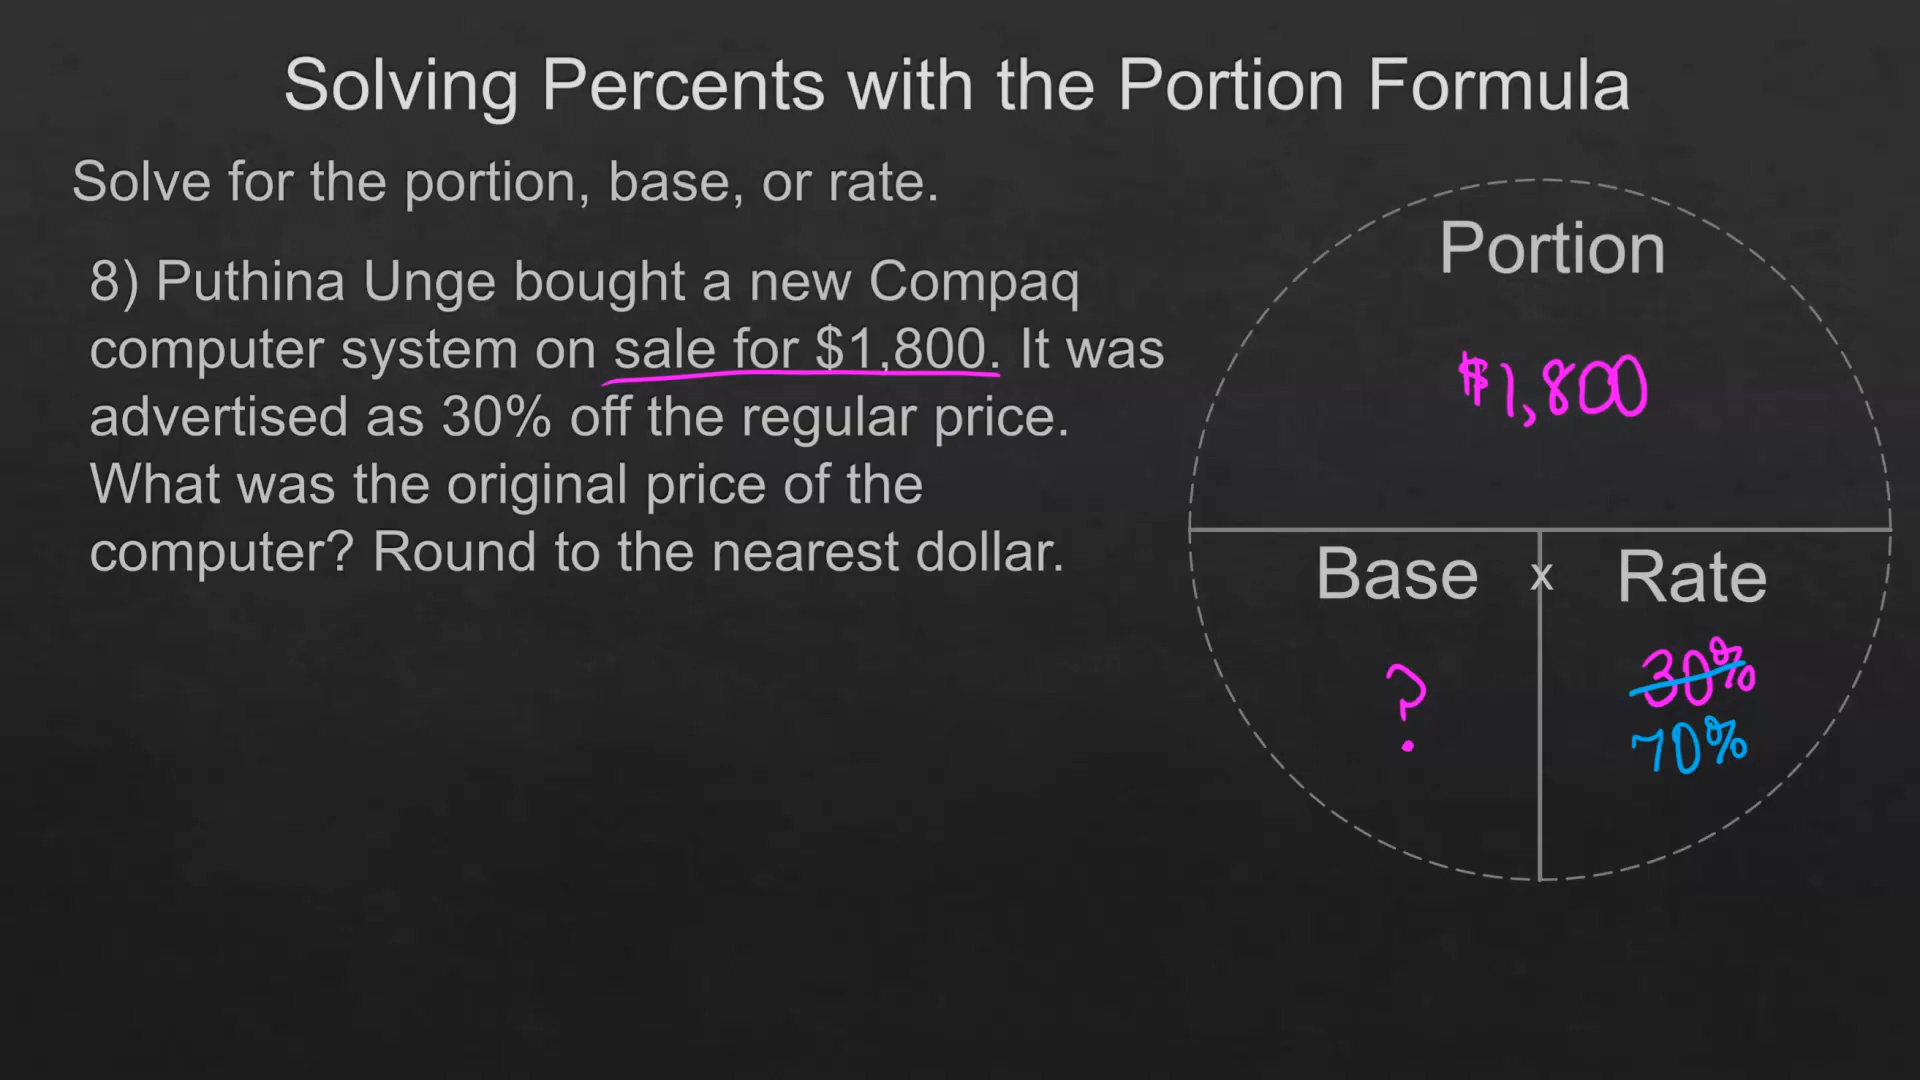 Solving Percents with the Portion Formula
Solve for the portion, base, or rate.
8) Puthina Unge bought a new Compaq
computer system on sale for $1,800. It was
advertised as 30% off the regular price.
What was the original price of the
computer? Round to the nearest dollar.
Portion
$1,800
Base x Rate
?
30%
70%